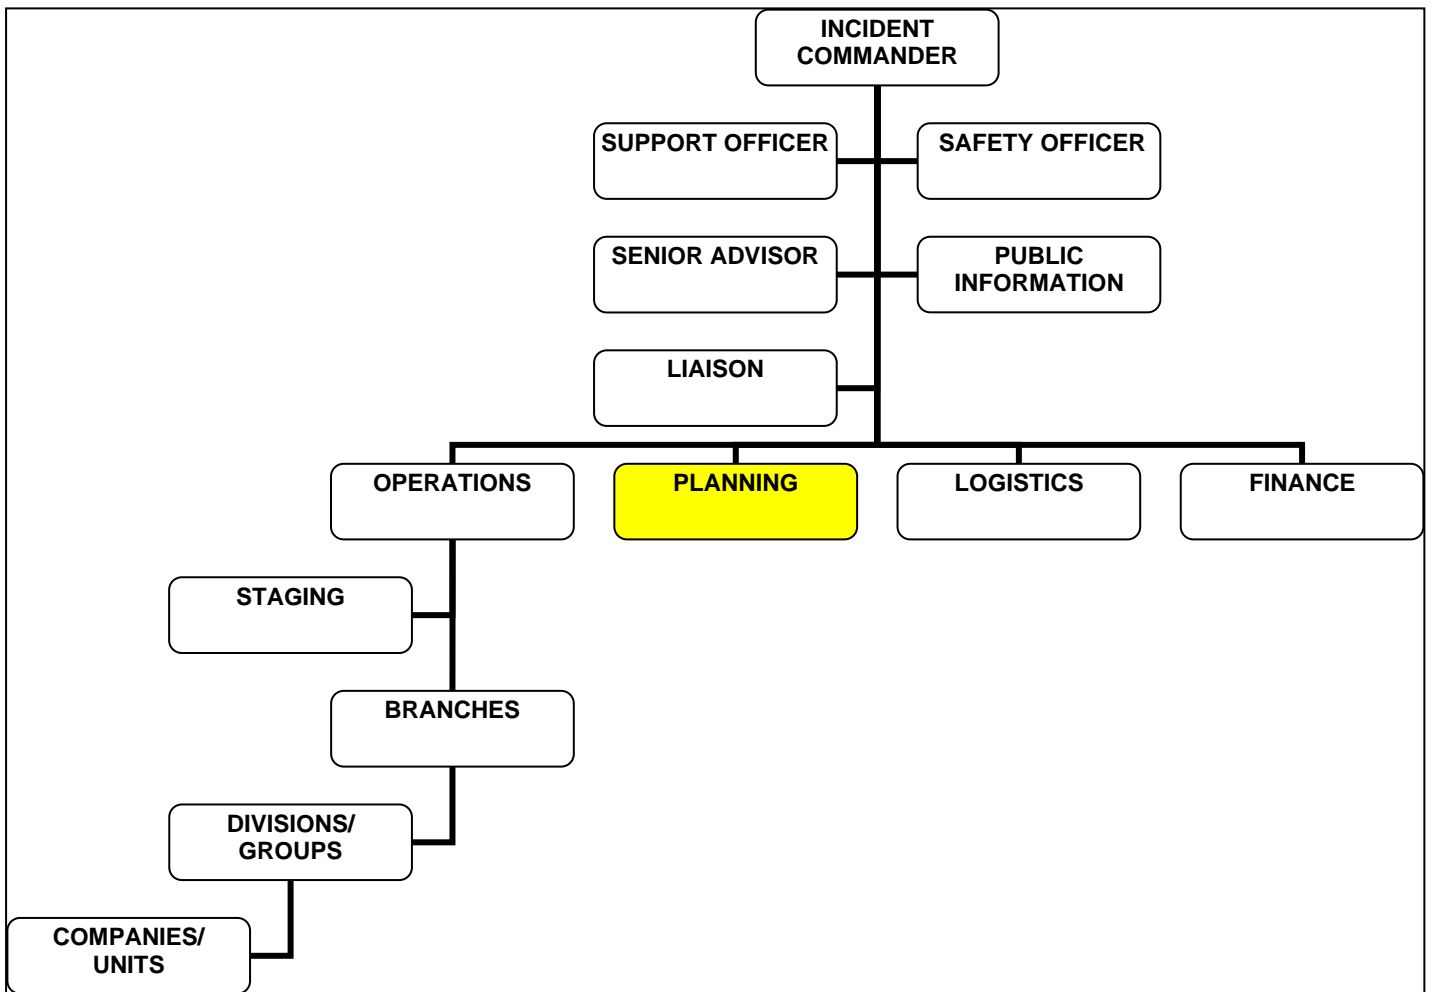 INCIDENT
COMMANDER
SUPPORT OFFICER
SAFETY OFFICER
SENIOR ADVISOR
PUBLIC
INFORMATION
LIAISON
OPERATIONS
PLANNING
LOGISTICS
FINANCE
STAGING
BRANCHES
DIVISIONS/
GROUPS
COMPANIES/
UNITS